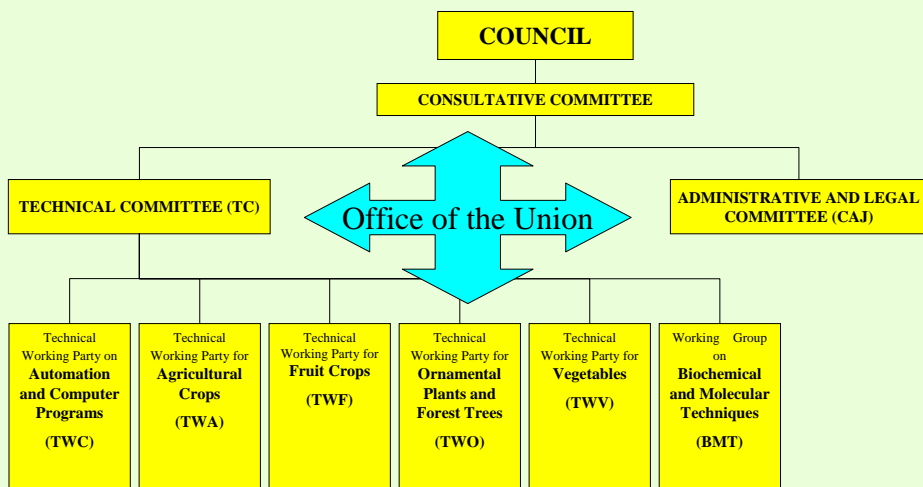 COUNCIL
CONSULTATIVE COMMITTEE
TECHNICAL COMMITTEE (TC)
Office of the Union
ADMINISTRATIVE AND LEGAL
COMMITTEE (CAJ)
Technical
Working Party on
Automation
and Computer
Programs
(TWC)
Technical
Working Party for
Agricultural
Crops
(TWA)
Technical
Working Party for
Fruit Crops
(TWF)
Technical
Working Party for
Ornamental
Plants and
Forest Trees
(TWO)
Technical
Working Party for
Vegetables
(TWV)
Working Group
on
Biochemical
and Molecular
Techniques
(BMT)